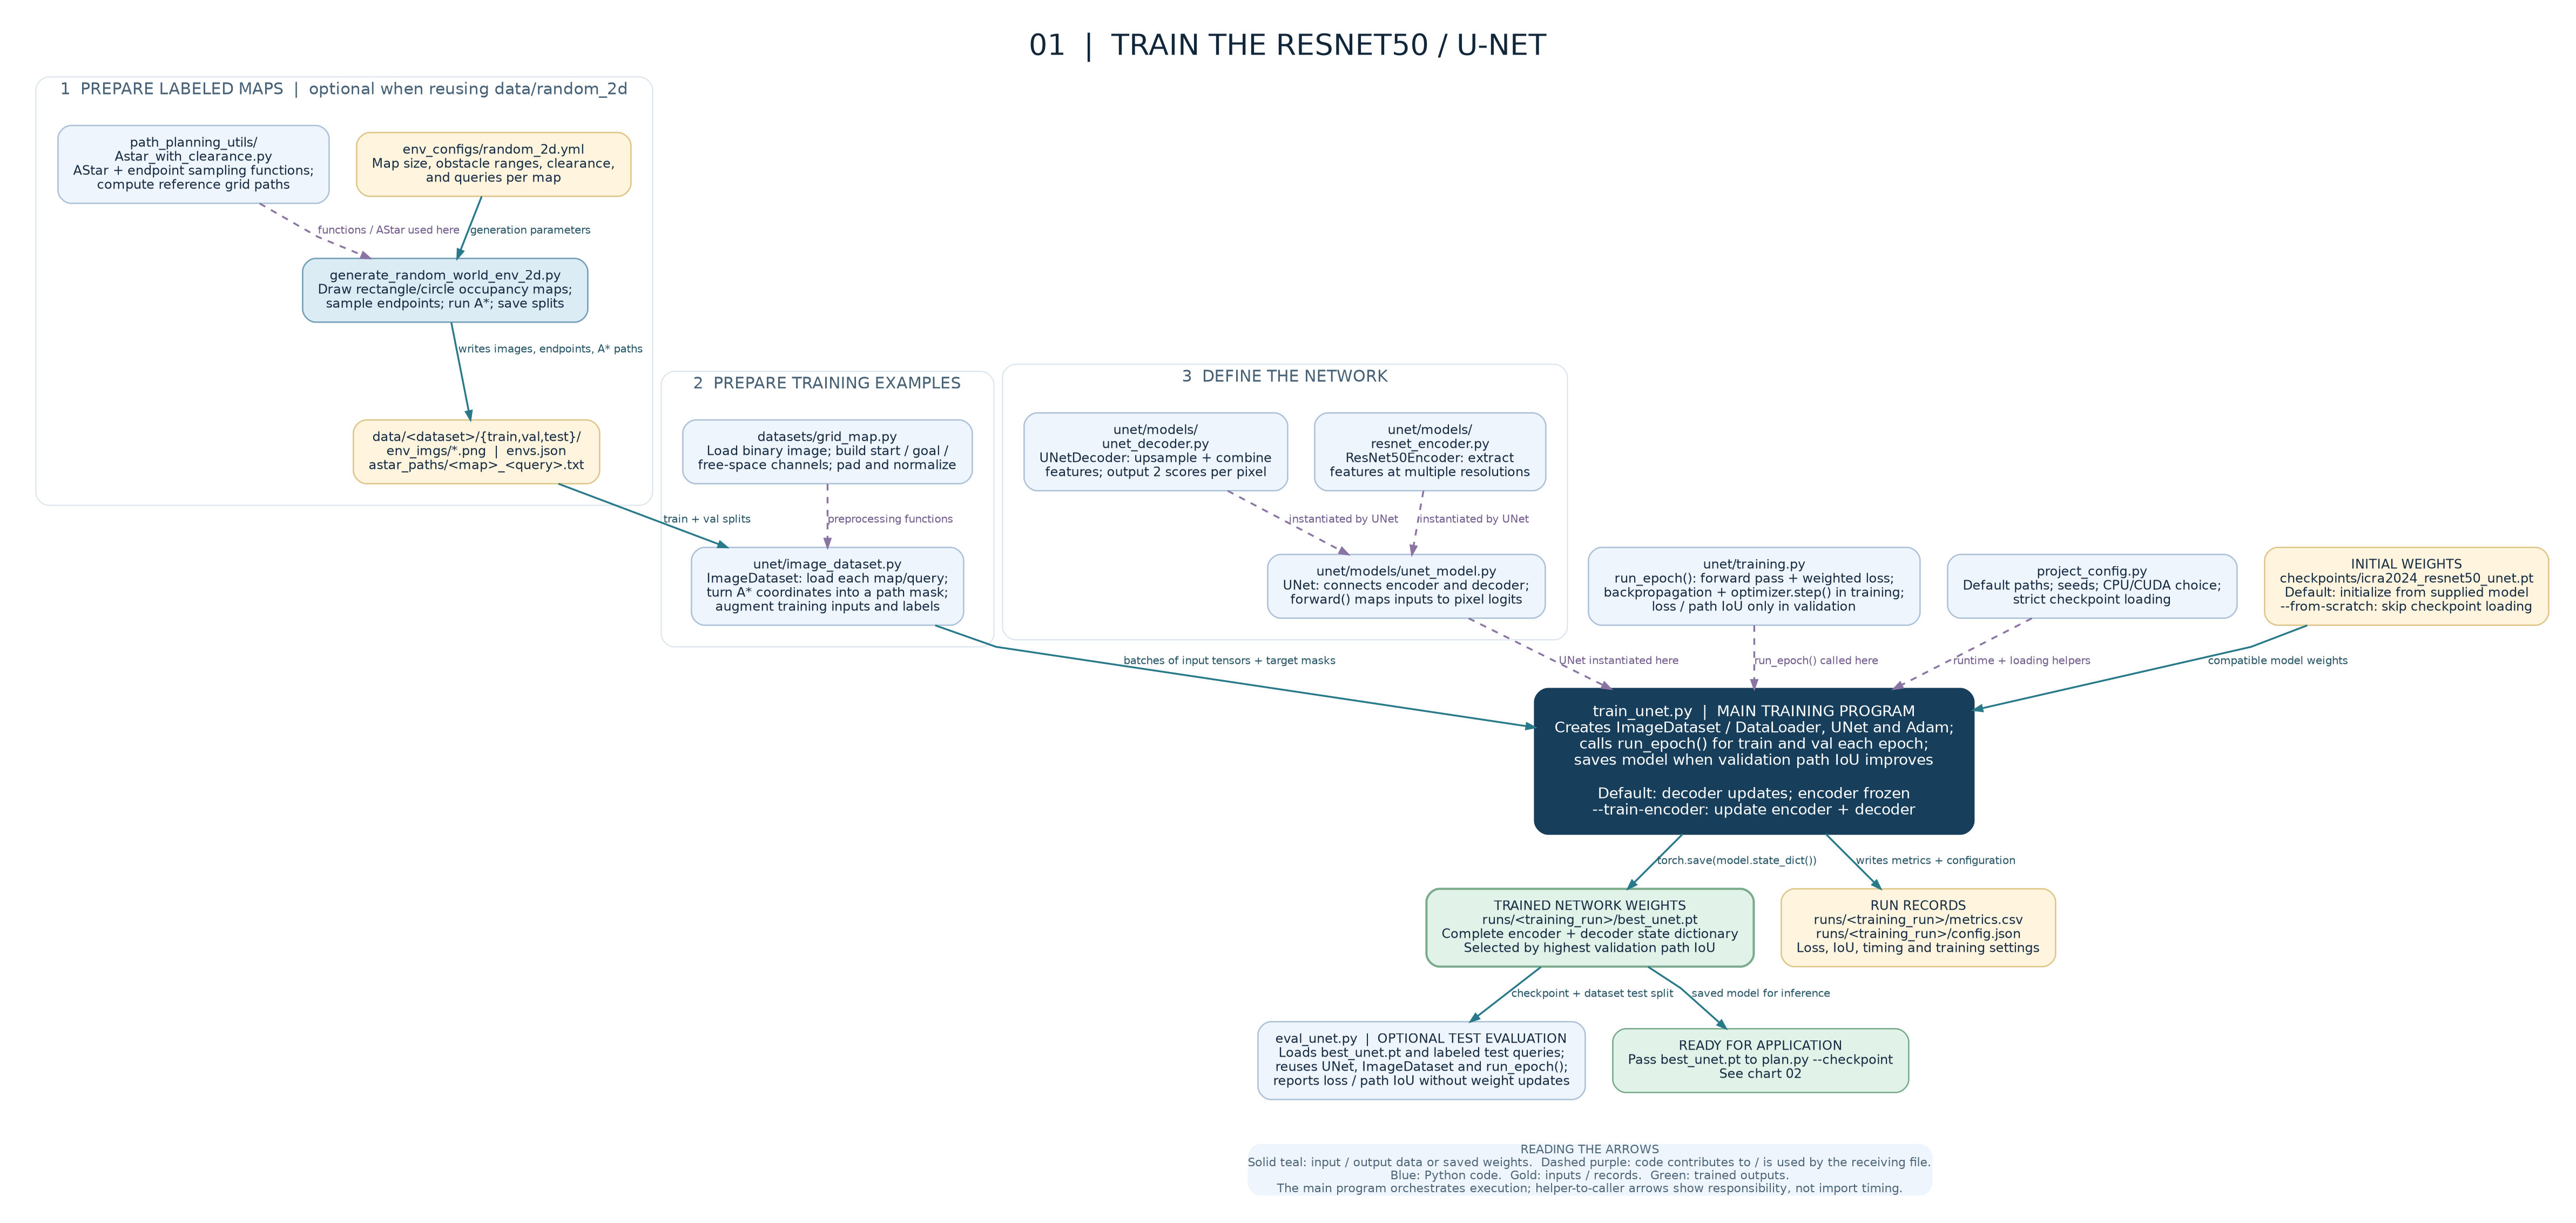 01 | TRAIN THE RESNET50 / U-NET
1 PREPARE LABELED MAPS | optional when reusing data/random_2d
path_planning_utils/
Astar_with_clearance.py
AStar + endpoint sampling functions;
compute reference grid paths
env_configs/random_2d.yml
Map size, obstacle ranges, clearance,
and queries per map
functions / AStar used here
generation parameters
generate_random_world_env_2d.py
Draw rectangle/circle occupancy maps;
sample endpoints; run A*; save splits
writes images, endpoints, A* paths
data/<dataset>/{train,val,test}/
env_imgs/*.png | envs.json
astar_paths/<map>_<query>.txt
train + val splits
2 PREPARE TRAINING EXAMPLES
datasets/grid_map.py
Load binary image; build start / goal /
free-space channels; pad and normalize
preprocessing functions
unet/image_dataset.py
ImageDataset: load each map/query;
turn A* coordinates into a path mask;
augment training inputs and labels
batches of input tensors + target masks
3 DEFINE THE NETWORK
unet/models/
unet_decoder.py
UNetDecoder: upsample + combine
features; output 2 scores per pixel
unet/models/
resnet_encoder.py
ResNet50Encoder: extract
features at multiple resolutions
instantiated by UNet
instantiated by UNet
unet/models/unet_model.py
UNet: connects encoder and decoder;
forward() maps inputs to pixel logits
UNet instantiated here
unet/training.py
run_epoch(): forward pass + weighted loss;
backpropagation + optimizer.step() in training;
loss / path IoU only in validation
run_epoch() called here
project_config.py
Default paths; seeds; CPU/CUDA choice;
strict checkpoint loading
runtime + loading helpers
INITIAL WEIGHTS
checkpoints/icra2024_resnet50_unet.pt
Default: initialize from supplied model
--from-scratch: skip checkpoint loading
compatible model weights
train_unet.py | MAIN TRAINING PROGRAM
Creates ImageDataset / DataLoader, UNet and Adam;
calls run_epoch() for train and val each epoch;
saves model when validation path IoU improves
Default: decoder updates; encoder frozen
--train-encoder: update encoder + decoder
torch.save(model.state_dict())
writes metrics + configuration
TRAINED NETWORK WEIGHTS
runs/<training_run>/best_unet.pt
Complete encoder + decoder state dictionary
Selected by highest validation path IoU
RUN RECORDS
runs/<training_run>/metrics.csv
runs/<training_run>/config.json
Loss, IoU, timing and training settings
checkpoint + dataset test split
saved model for inference
eval_unet.py | OPTIONAL TEST EVALUATION
Loads best_unet.pt and labeled test queries;
reuses UNet, ImageDataset and run_epoch();
reports loss / path IoU without weight updates
READY FOR APPLICATION
Pass best_unet.pt to plan.py --checkpoint
See chart 02
READING THE ARROWS
Solid teal: input / output data or saved weights. Dashed purple: code contributes to / is used by the receiving file.
Blue: Python code. Gold: inputs / records. Green: trained outputs.
The main program orchestrates execution; helper-to-caller arrows show responsibility, not import timing.